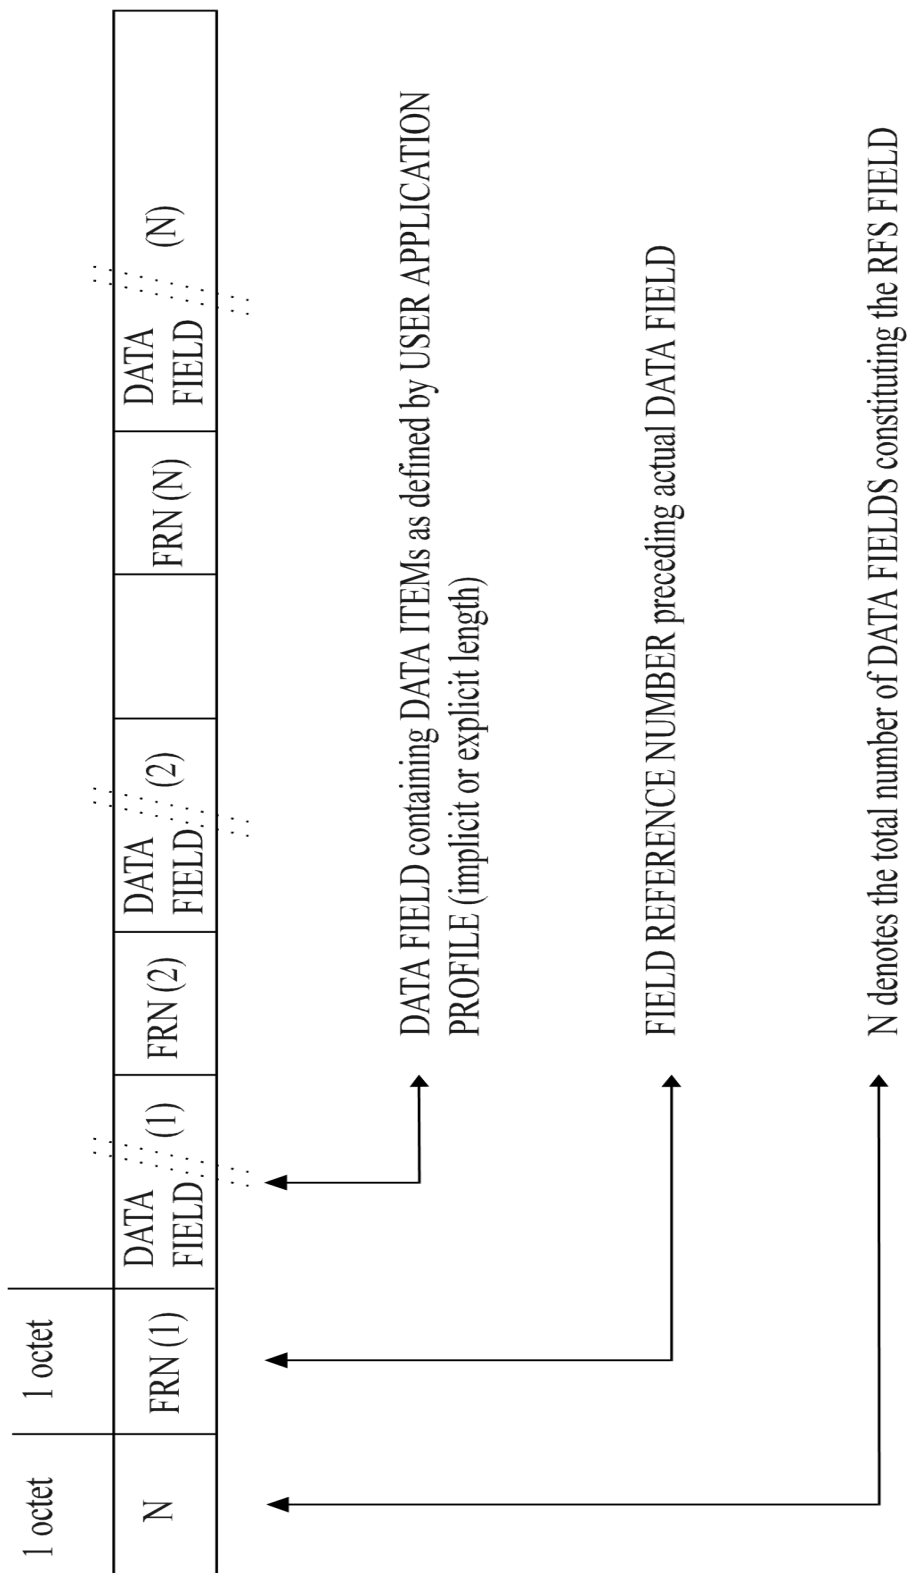 1 octet
1 octet
N
FRN (1)
DATA
FIELD
(1)
FRN (2)
DATA
FIELD
(2)
FRN (N)
DATA
FIELD
(N)
DATA FIELD containing DATA ITEMs as defined by USER APPLICATION
PROFILE (implicit or explicit length)
FIELD REFERENCE NUMBER preceding actual DATA FIELD
N denotes the total number of DATA FIELDS constituting the RFS FIELD